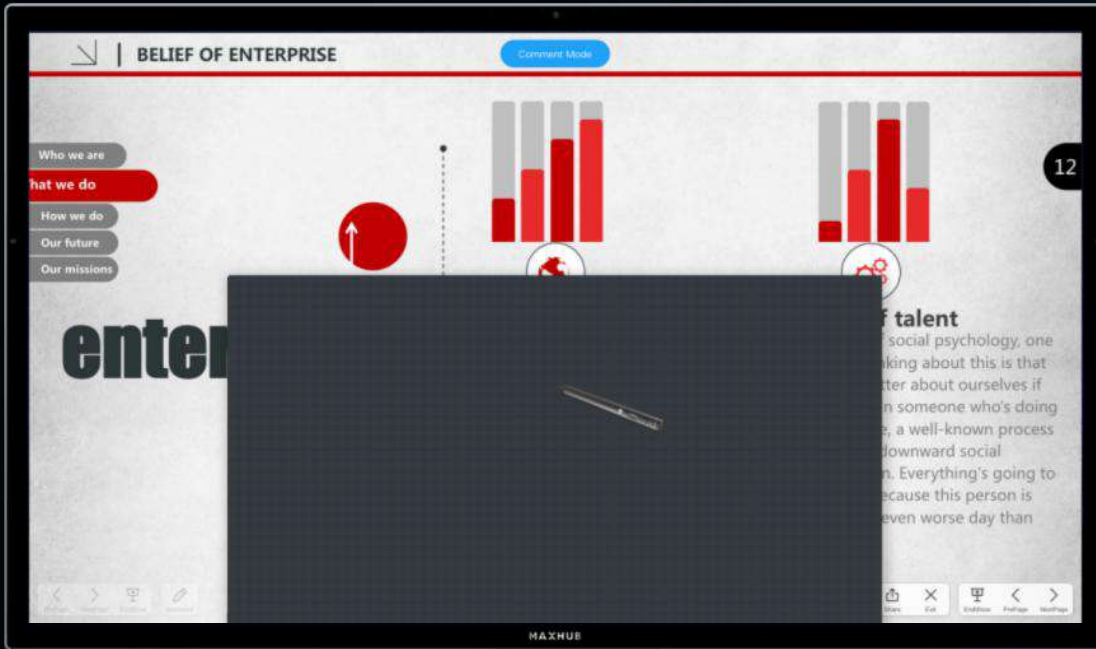 BELIEF OF ENTERPRISE
Comment Mode
Who we are
hat we do
How we do
Our future
Our missions
12
enter
f talent
social psychology, one
king about this is that
tter about ourselves if
n someone who's doing
e, a well-known process
downward social
n. Everything's going to
ecause this person is
even worse day than
Share
Exit
EndShow
PrePage
NextPage
MAXHUB